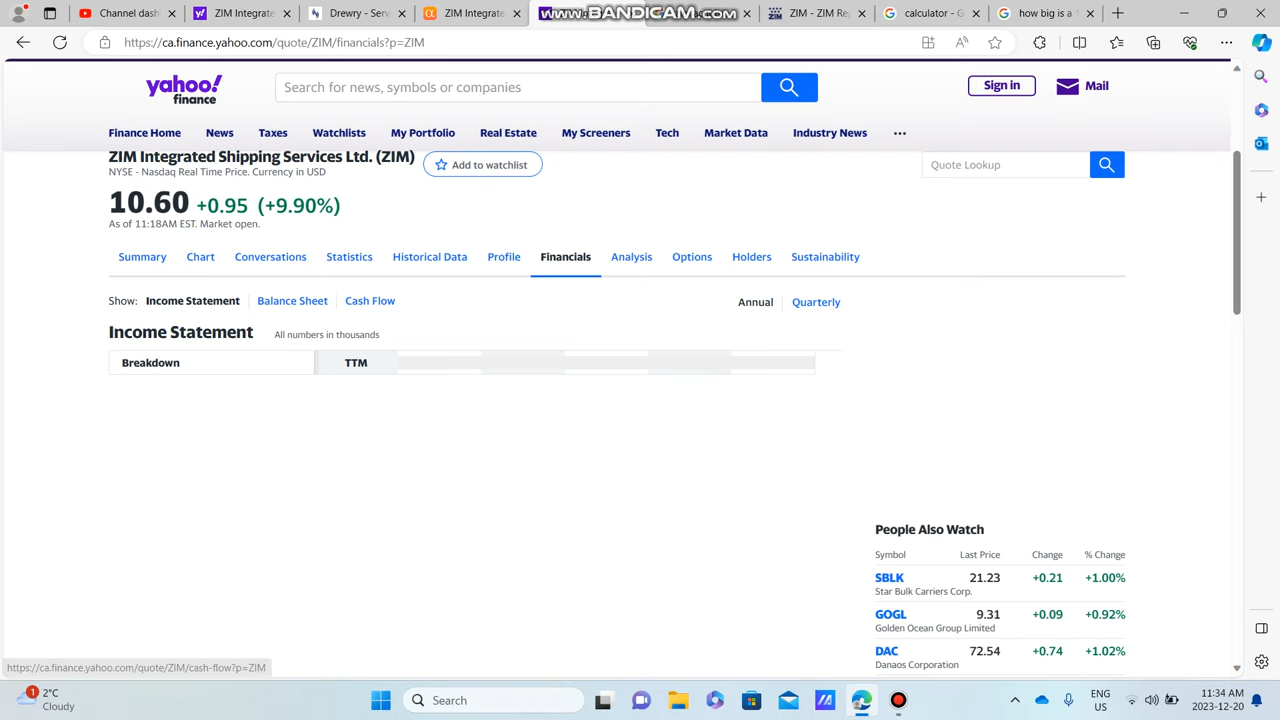 Drewry - Serv
ZIM Integrate
www.BANDICAM.com
ZIM - ZIM Rep
calculator - G
hong ting is a
https://ca.finance.yahoo.com/quote/ZIM/financials?p=ZIM
yahoo! finance
Search for news, symbols or companies
Sign in
Mail
Finance Home News Taxes Watchlists My Portfolio Real Estate My Screeners Tech Market Data Industry News ...
ZIM Integrated Shipping Services Ltd. (ZIM)
Add to watchlist
Quote Lookup
NYSE - Nasdaq Real Time Price. Currency in USD
10.60 +0.95 (+9.90%)
As of 11:18AM EST. Market open.
Summary Chart Conversations Statistics Historical Data Profile Financials Analysis Options Holders Sustainability
Show: Income Statement Balance Sheet Cash Flow
Annual Quarterly
Income Statement All numbers in thousands
Breakdown TTM
People Also Watch
Symbol Last Price Change % Change
SBLK 21.23 +0.21 +1.00%
Star Bulk Carriers Corp.
GOGL 9.31 +0.09 +0.92%
Golden Ocean Group Limited
DAC 72.54 +0.74 +1.02%
Danaos Corporation
https://ca.finance.yahoo.com/quote/ZIM/cash-flow?p=ZIM
1
2°C
Cloudy
Search
ENG
US
11:34 AM
2023-12-20